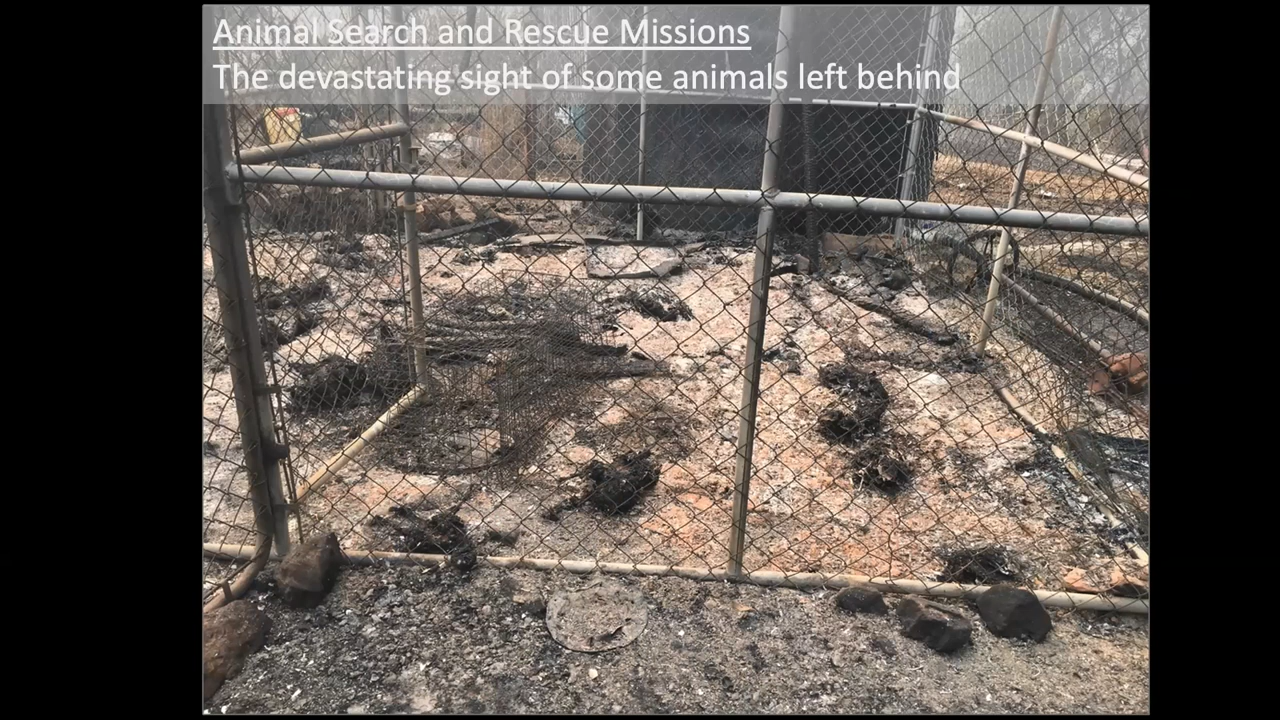 Animal Search and Rescue Missions
The devastating sight of some animals left behind